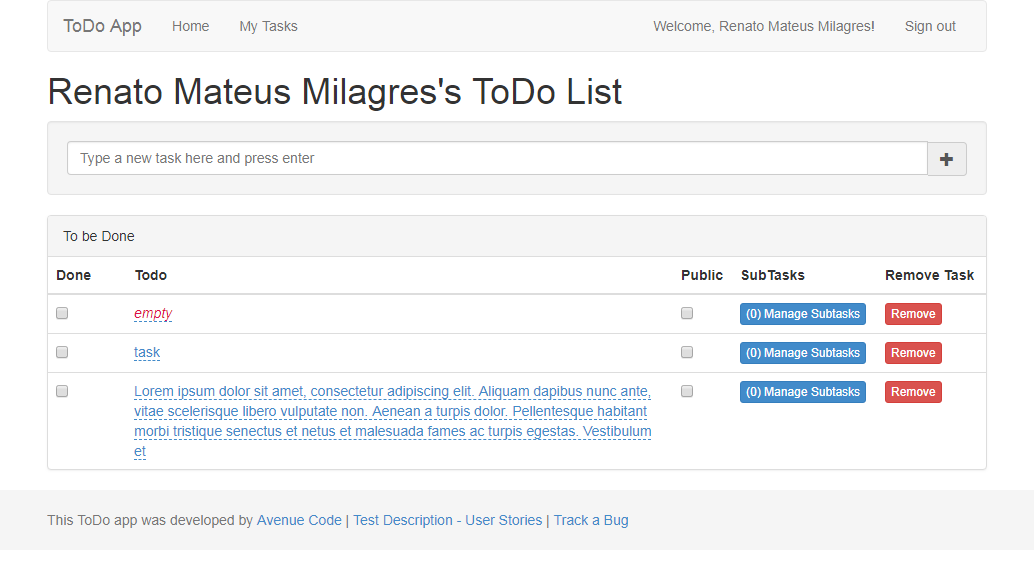 ToDo App Home My Tasks Welcome, Renato Mateus Milagres! Sign out
Renato Mateus Milagres's ToDo List
Type a new task here and press enter
To be Done
Done Todo Public SubTasks Remove Task
empty (0) Manage Subtasks Remove
task (0) Manage Subtasks Remove
Lorem ipsum dolor sit amet, consectetur adipiscing elit. Aliquam dapibus nunc ante, (0) Manage Subtasks Remove
vitae scelerisque libero vulputate non. Aenean a turpis dolor. Pellentesque habitant
morbi tristique senectus et netus et malesuada fames ac turpis egestas. Vestibulum
et
This ToDo app was developed by Avenue Code | Test Description - User Stories | Track a Bug